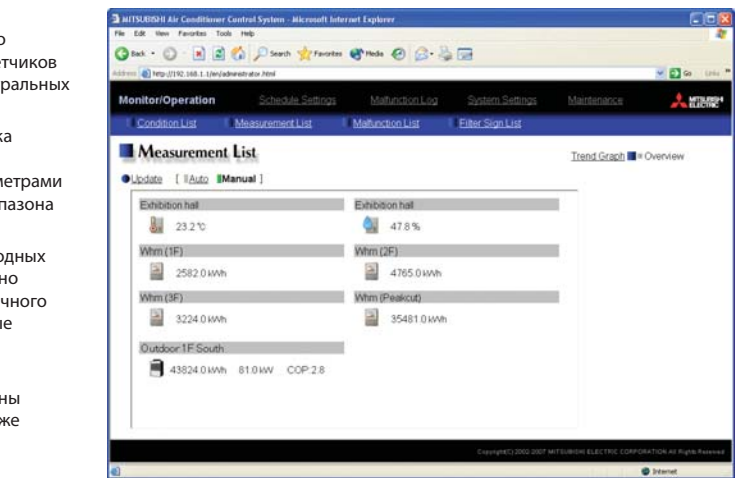 о
етчиков
ральных
ка
метрами
пазона
одных
но
чного
ые
ны
же
MITSUBISHI Air Conditioner Control System - Microsoft Internet Explorer
File Edit View Favorites Tools Help
Back Search Favorites Media
Address http://192.168.1.1/en/administrator.html Go Links »
Monitor/Operation Schedule Settings Malfunction Log System Settings Maintenance MITSUBISHI ELECTRIC
Condition List Measurement List Malfunction List Filter Sign List
Measurement List
Trend Graph Overview
Update [ Auto Manual ]
Exhibition hall Exhibition hall
23.2℃ 47.8%
Whm (1F) Whm (2F)
2582.0 kWh 4765.0 kWh
Whm (3F) Whm (Peakcut)
3224.0 kWh 35481.0 kWh
Outdoor 1F South
43824.0 kWh 81.0 kW COP:2.8
Copyright(C) 2002-2007 MITSUBISHI ELECTRIC CORPORATION All Rights Reserved
Internet